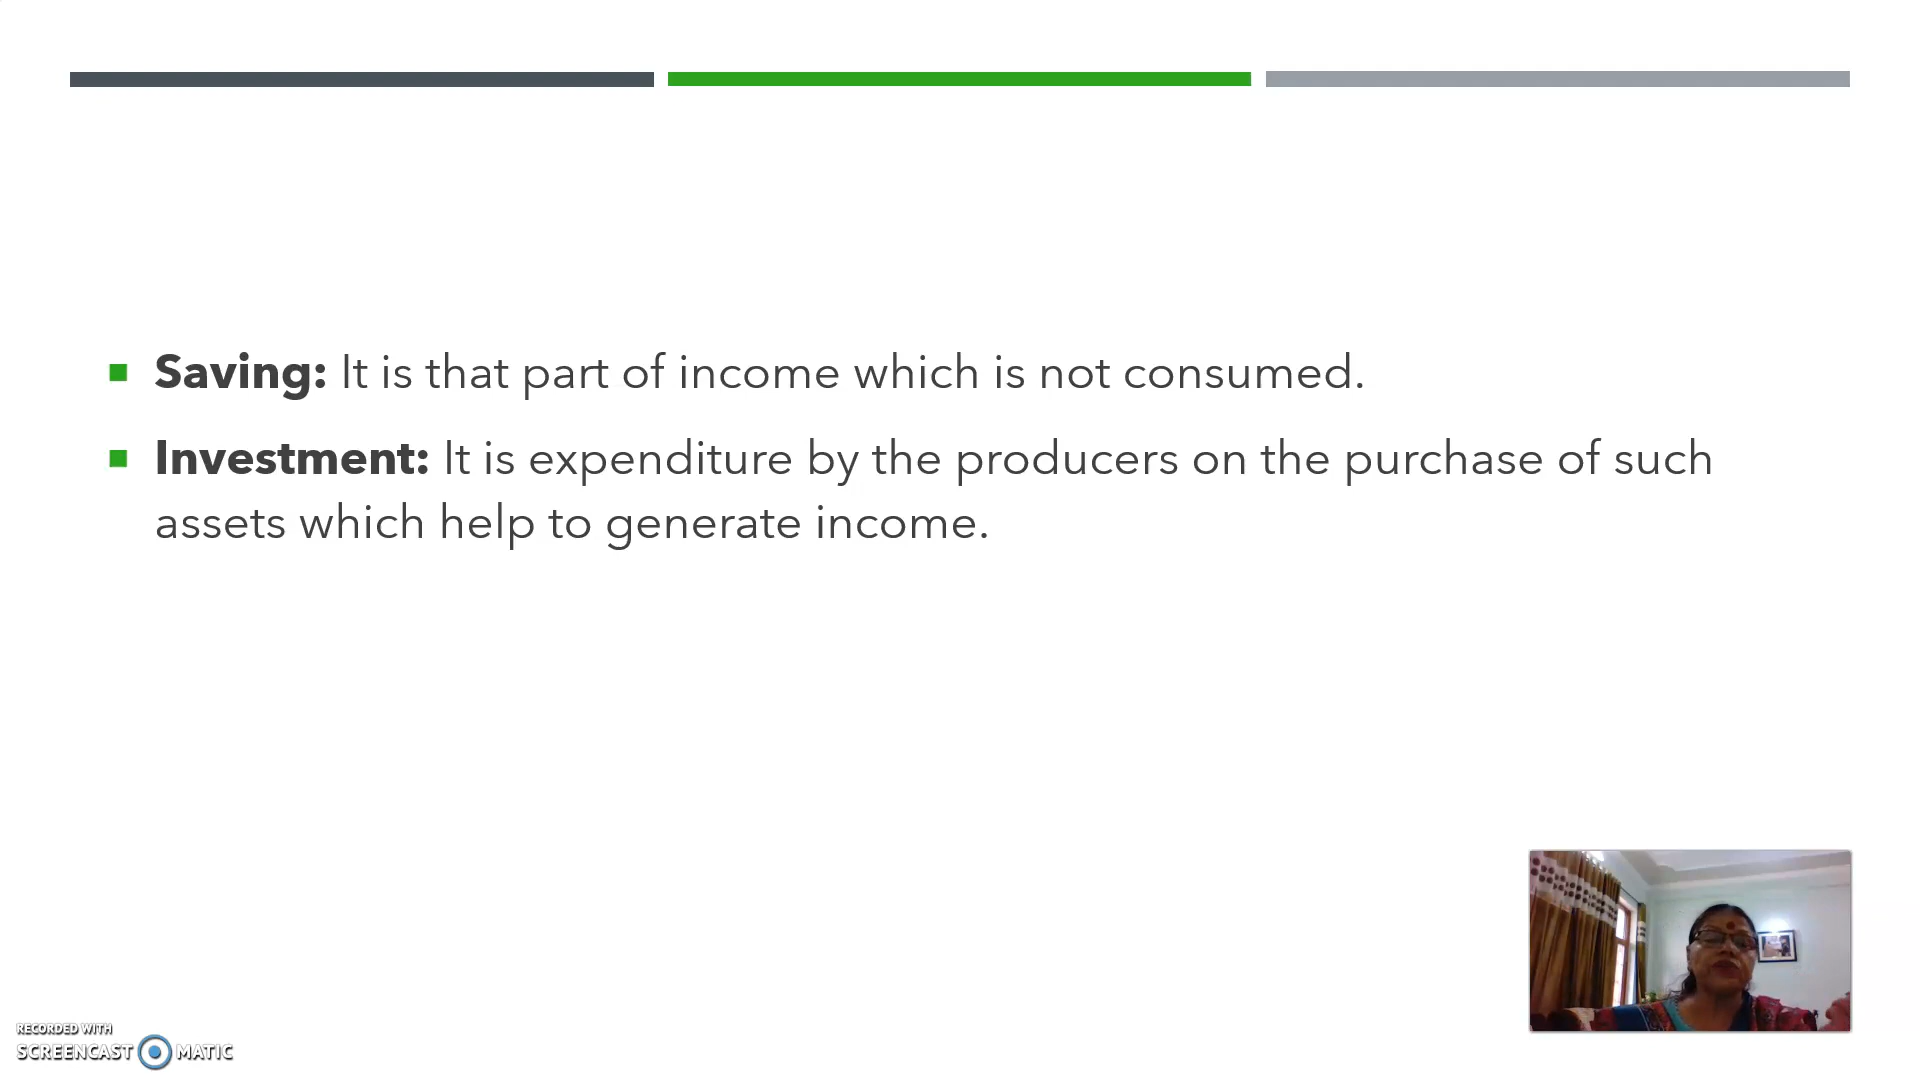 Saving: It is that part of income which is not consumed.
Investment: It is expenditure by the producers on the purchase of such
assets which help to generate income.
RECORDED WITH
SCREENCAST MATIC